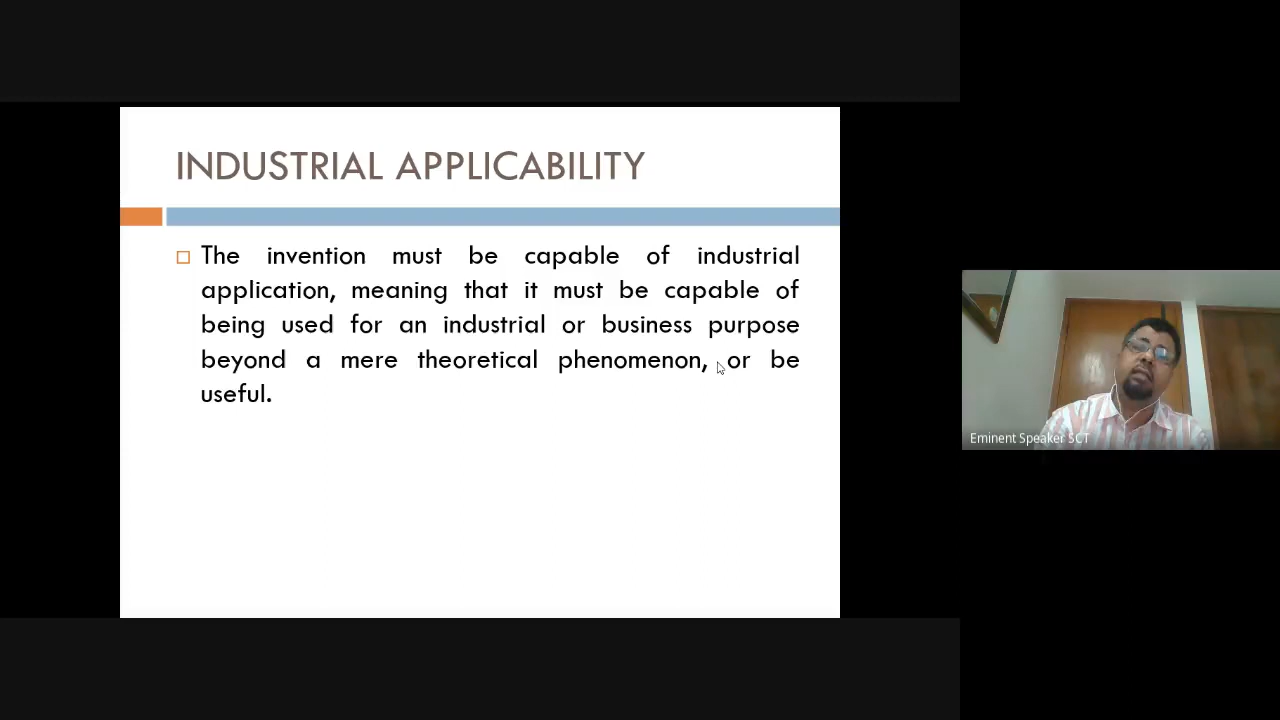 INDUSTRIAL APPLICABILITY
The invention must be capable of industrial
application, meaning that it must be capable of
being used for an industrial or business purpose
beyond a mere theoretical phenomenon, or be
useful.
Eminent Speaker SCT